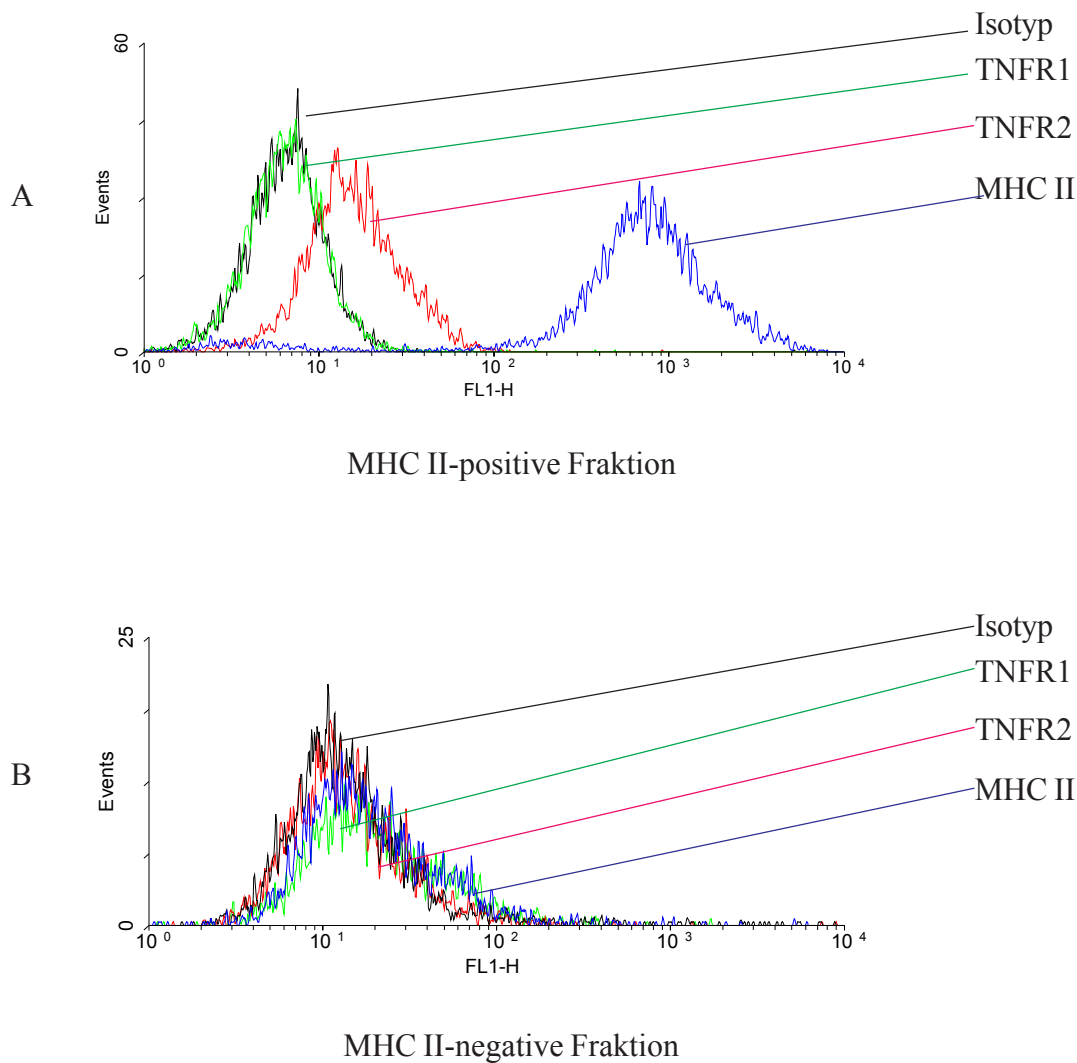 A
60
Events
0
10 0
10 1
10 2
10 3
10 4
FL1-H
Isotyp
TNFR1
TNFR2
MHC II
MHC II-positive Fraktion
B
25
Events
0
10 0
10 1
10 2
10 3
10 4
FL1-H
Isotyp
TNFR1
TNFR2
MHC II
MHC II-negative Fraktion